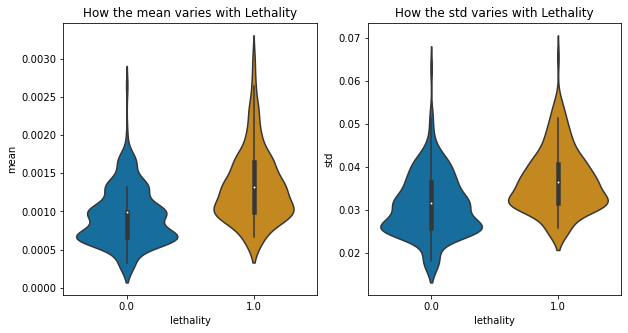 How the mean varies with Lethality
How the std varies with Lethality
0.0030
0.0025
0.0020
0.0015
0.0010
0.0005
0.0000
mean
0.0
1.0
lethality
0.07
0.06
0.05
0.04
0.03
0.02
std
0.0
1.0
lethality